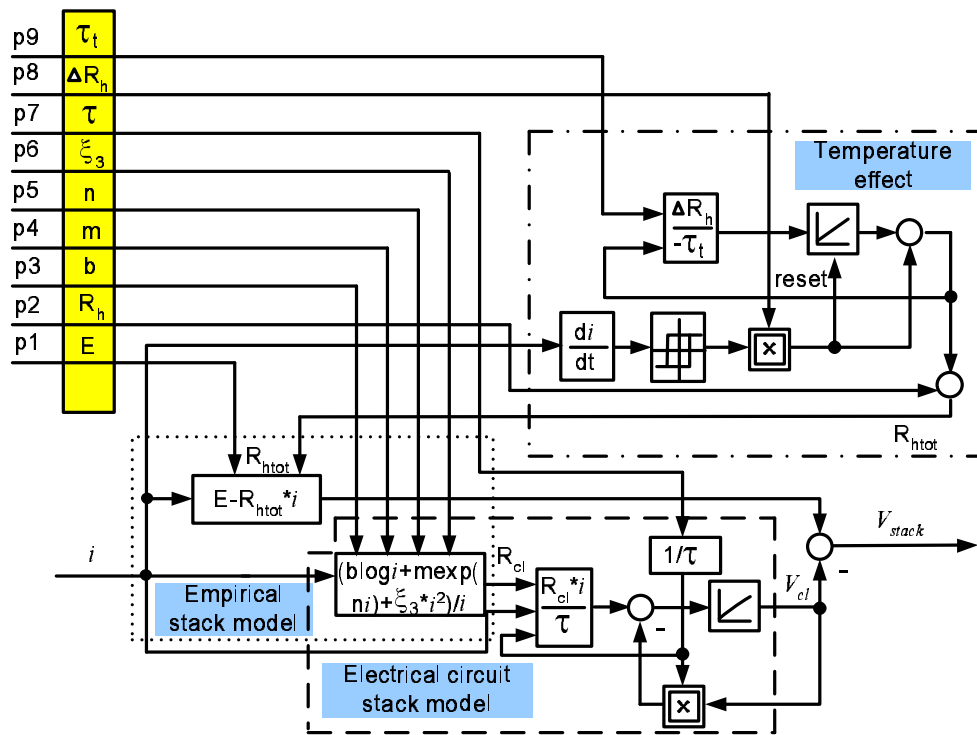 p9 τt
p8 ΔRh
p7 τ
p6 ξ3
p5 n
p4 m
p3 b
p2 Rh
p1 E
Temperature
effect
ΔRh
-τt
reset
di
dt
×
Rhtot
Rhtot
E-Rhtot*i
i
Empirical
stack model
(blogi+mexp(
ni)+ξ3*i2)/i
Rcl
Rcl*i
τ
1/τ
-
×
Vcl
Vstack
-
Electrical circuit
stack model